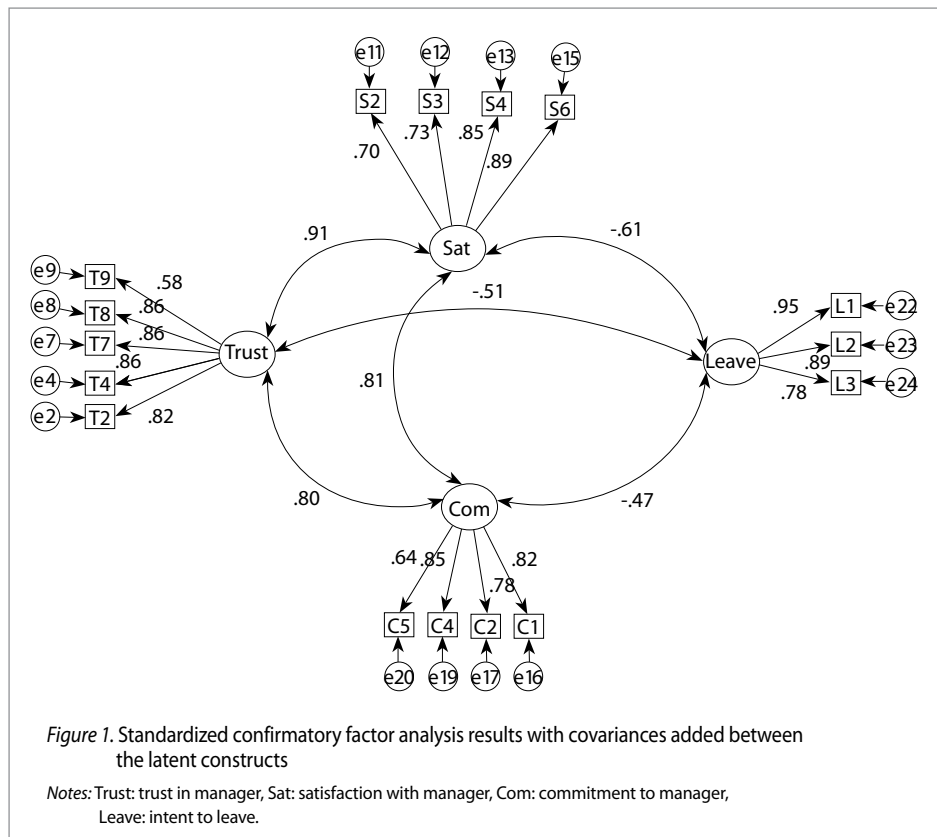 e11 e12 e13 e15
S2 S3 S4 S6
.70 .73 .85 .89
Sat
.91 -.61
-.51
.81
e9 T9 .58
e8 T8 .86
e7 T7 .86
e4 T4 .86
e2 T2 .82
Trust
Leave
.95 L1 e22
.89 L2 e23
.78 L3 e24
.80 -.47
Com
.64 .85 .78 .82
C5 C4 C2 C1
e20 e19 e17 e16
Figure 1. Standardized confirmatory factor analysis results with covariances added between
the latent constructs
Notes: Trust: trust in manager, Sat: satisfaction with manager, Com: commitment to manager,
Leave: intent to leave.